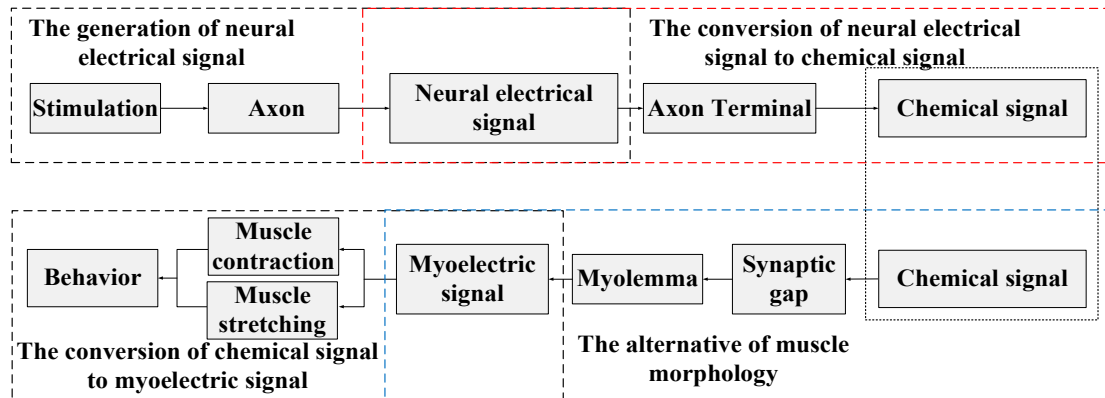 The generation of neural
electrical signal
The conversion of neural electrical
signal to chemical signal
Stimulation
Axon
Neural electrical
signal
Axon Terminal
Chemical signal
Behavior
Muscle
contraction
Muscle
stretching
Myoelectric
signal
Myolemma
Synaptic
gap
Chemical signal
The conversion of chemical signal
to myoelectric signal
The alternative of muscle
morphology